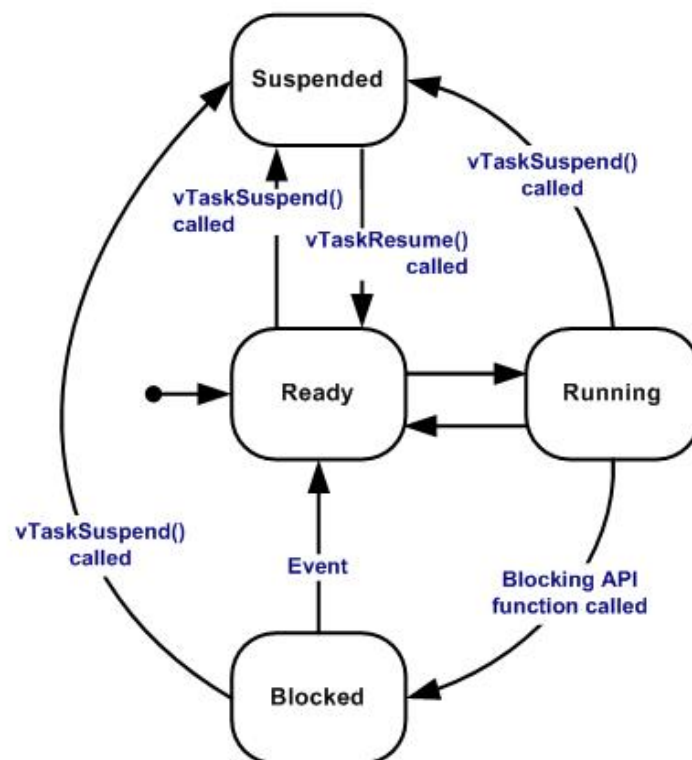 Suspended
vTaskSuspend()
called
vTaskSuspend()
called
vTaskResume()
called
Ready
Running
vTaskSuspend()
called
Event
Blocking API
function called
Blocked